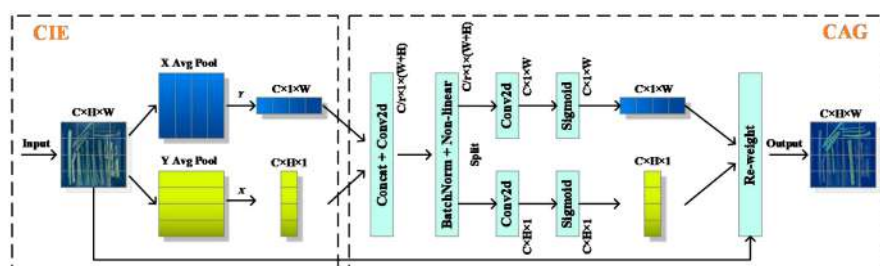 CIE
CAG
X Avg Pool
Y
C×1×W
C×H×W
Input
Y Avg Pool
X
C×H×1
Concat + Conv2d
C/r×1×(W+H)
BatchNorm + Non-linear
C/r×1×(W+H)
Split
Conv2d
C×1×W
Sigmoid
C×1×W
C×1×W
Conv2d
C×H×1
Sigmoid
C×H×1
C×H×1
Re-weight
Output
C×H×W